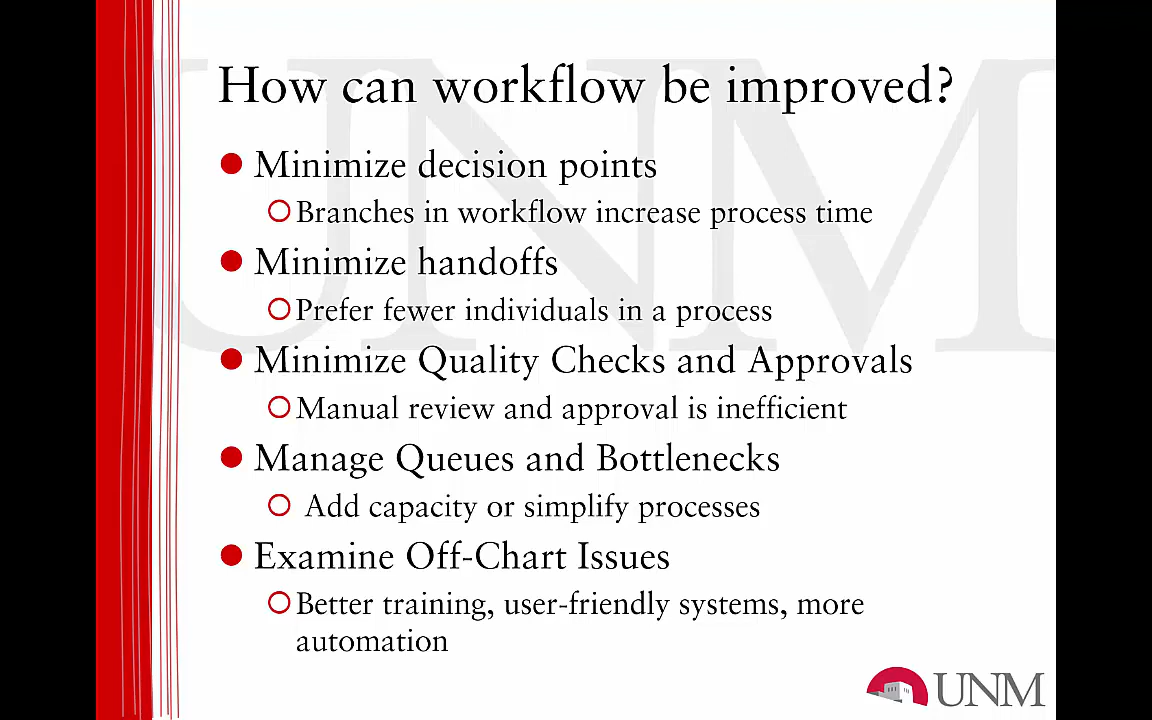 How can workflow be improved?
Minimize decision points
Branches in workflow increase process time
Minimize handoffs
Prefer fewer individuals in a process
Minimize Quality Checks and Approvals
Manual review and approval is inefficient
Manage Queues and Bottlenecks
Add capacity or simplify processes
Examine Off-Chart Issues
Better training, user-friendly systems, more
automation
UNM
UNM